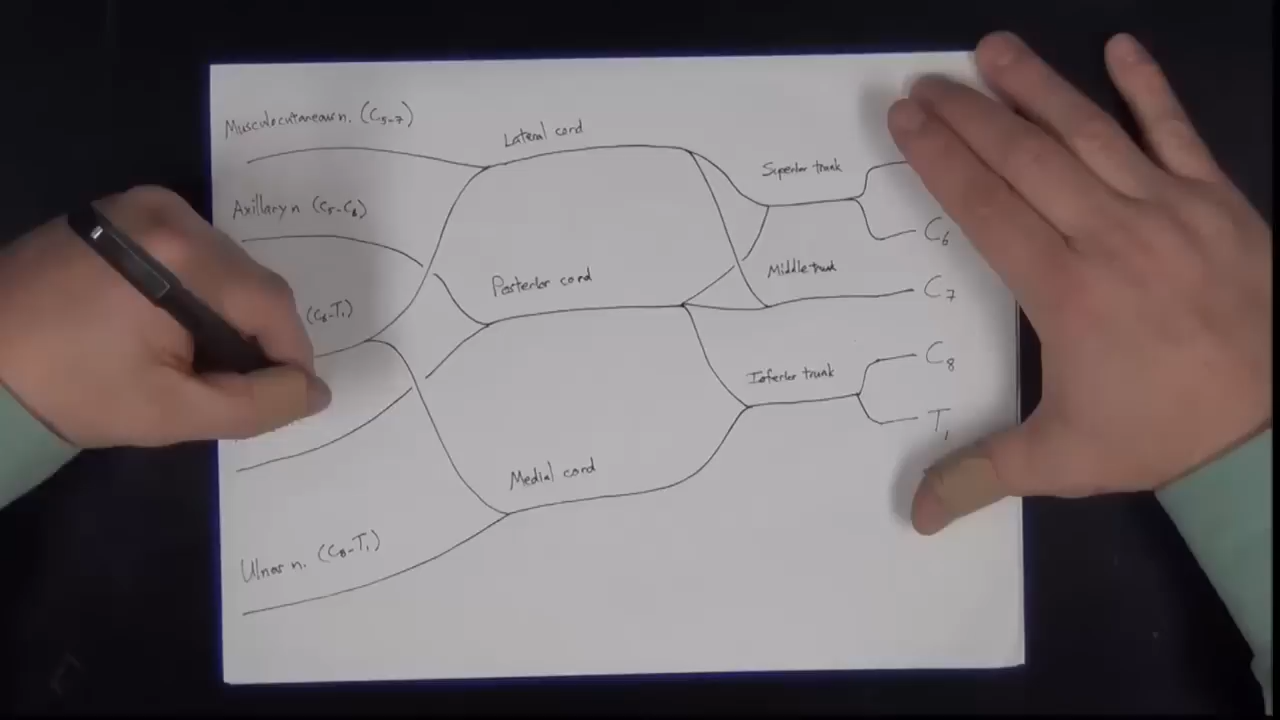 Musculocutaneous n. (C5-7)
Lateral cord
Superior trunk
Axillary n (C5-C6)
C6
Posterior cord
Middle trunk
C7
(C6-T1)
C8
Inferior trunk
T1
Medial cord
Ulnar n. (C8-T1)